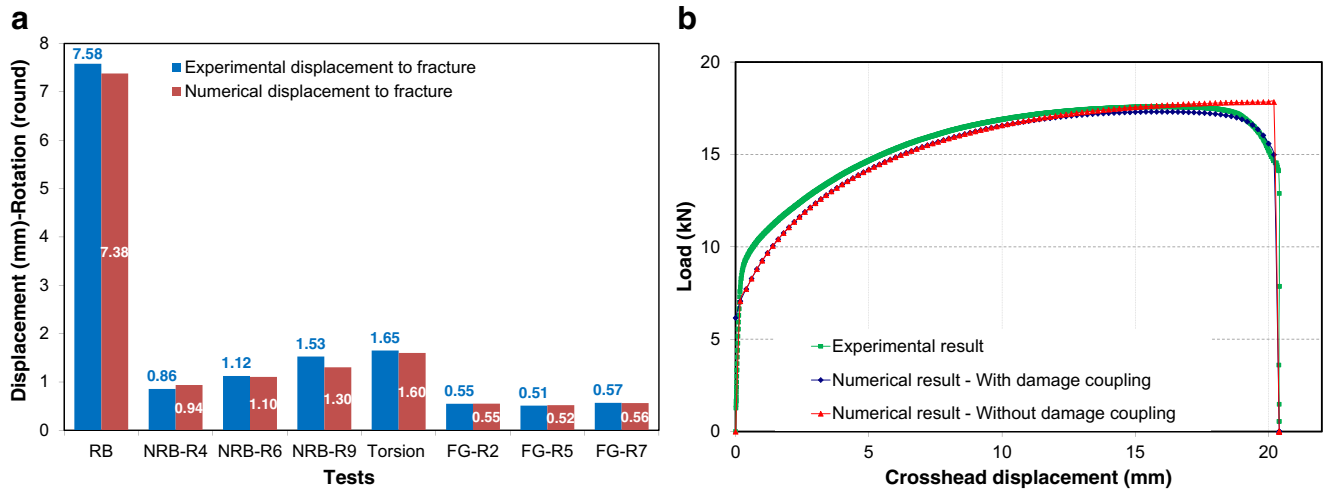 a
Displacement (mm)-Rotation (round)
8
7
6
5
4
3
2
1
0
Experimental displacement to fracture
Numerical displacement to fracture
7.58
7.38
0.86
0.94
1.12
1.10
1.53
1.30
1.65
1.60
0.55
0.55
0.51
0.52
0.57
0.56
RB
NRB-R4
NRB-R6
NRB-R9
Torsion
FG-R2
FG-R5
FG-R7
Tests
b
Load (kN)
20
15
10
5
0
Experimental result
Numerical result - With damage coupling
Numerical result - Without damage coupling
0
5
10
15
20
Crosshead displacement (mm)